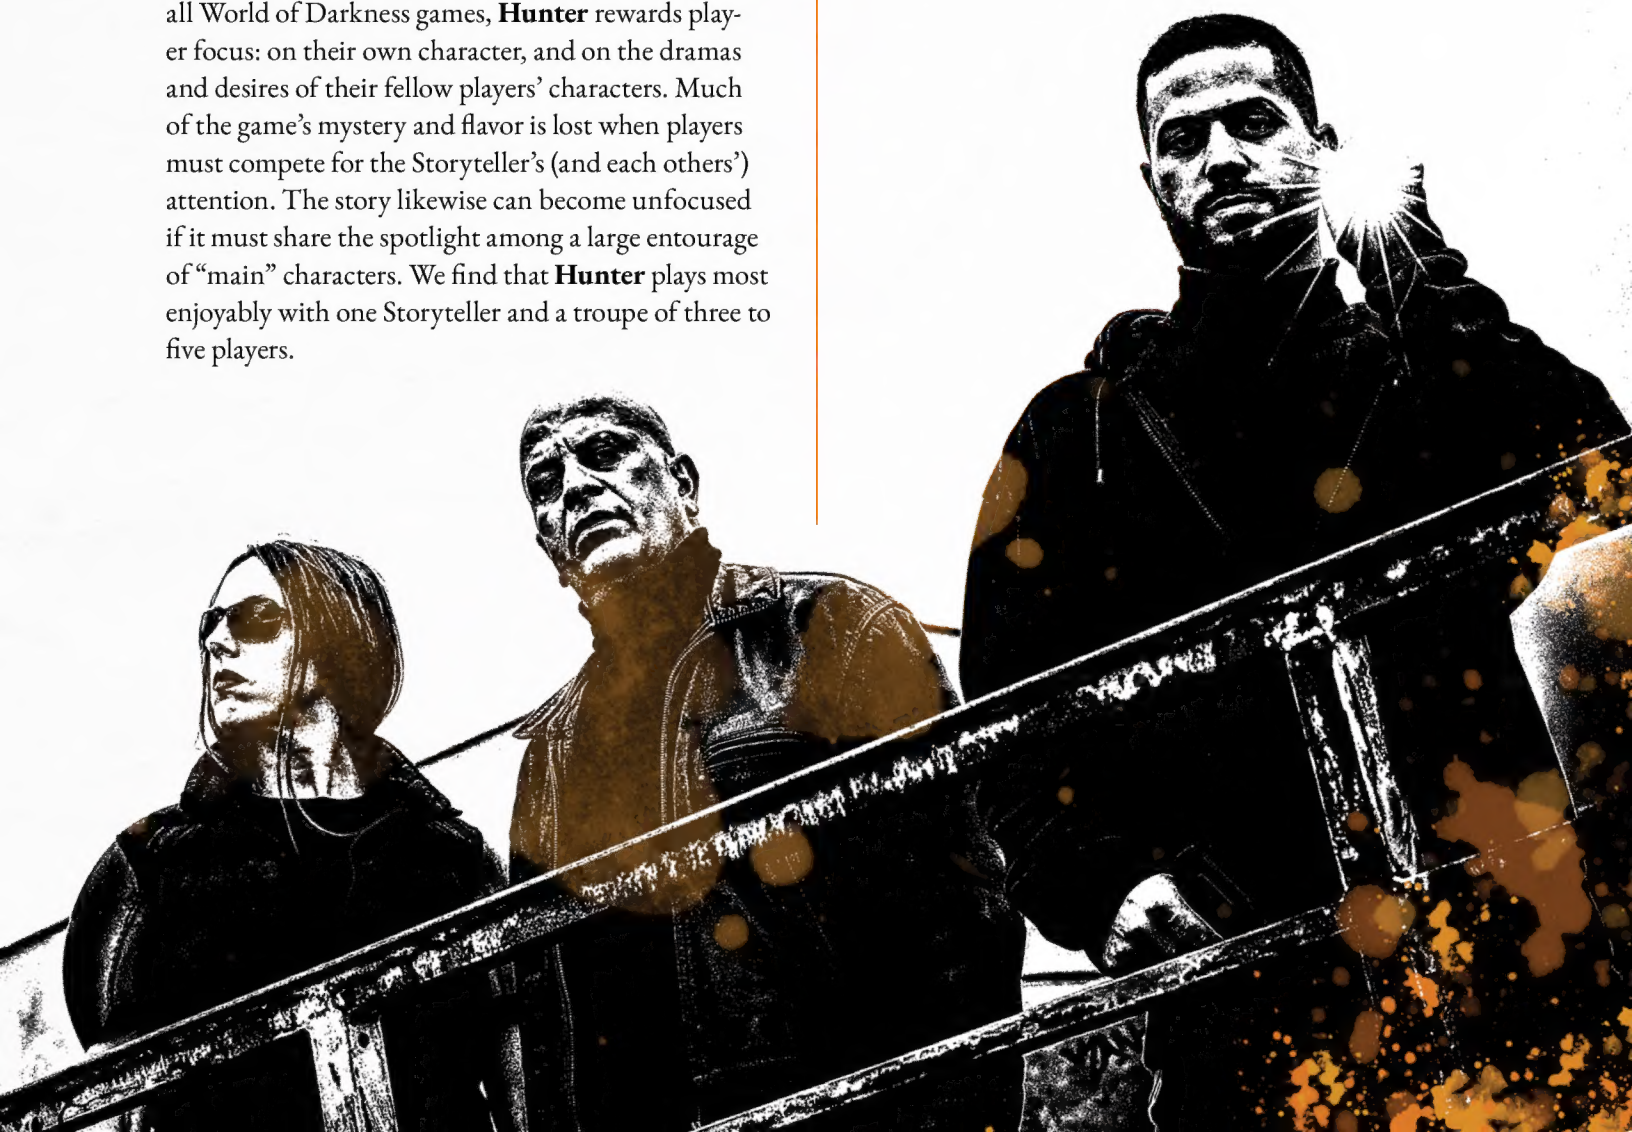 all World of Darkness games, Hunter rewards play-
er focus: on their own character, and on the dramas
and desires of their fellow players’ characters. Much
of the game’s mystery and flavor is lost when players
must compete for the Storyteller’s (and each others’)
attention. The story likewise can become unfocused
if it must share the spotlight among a large entourage
of “main” characters. We find that Hunter plays most
enjoyably with one Storyteller and a troupe of three to
five players.